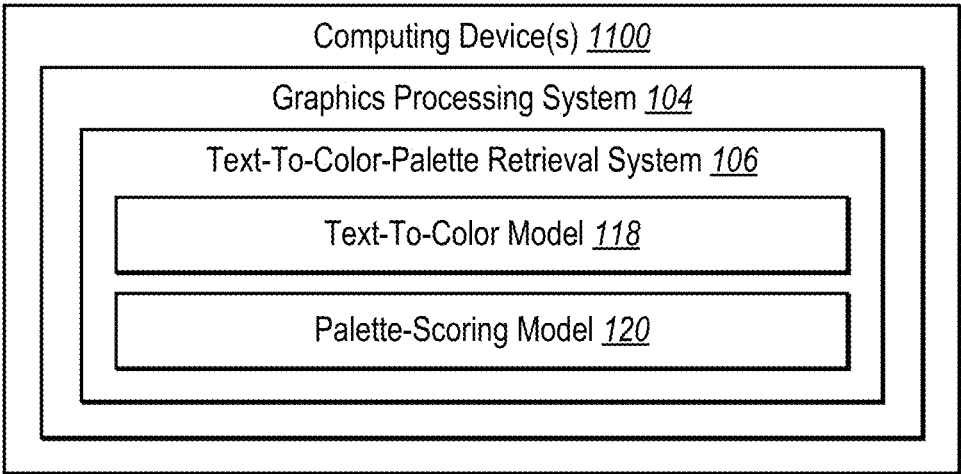 Computing Device(s) 1100
Graphics Processing System 104
Text-To-Color-Palette Retrieval System 106
Text-To-Color Model 118
Palette-Scoring Model 120